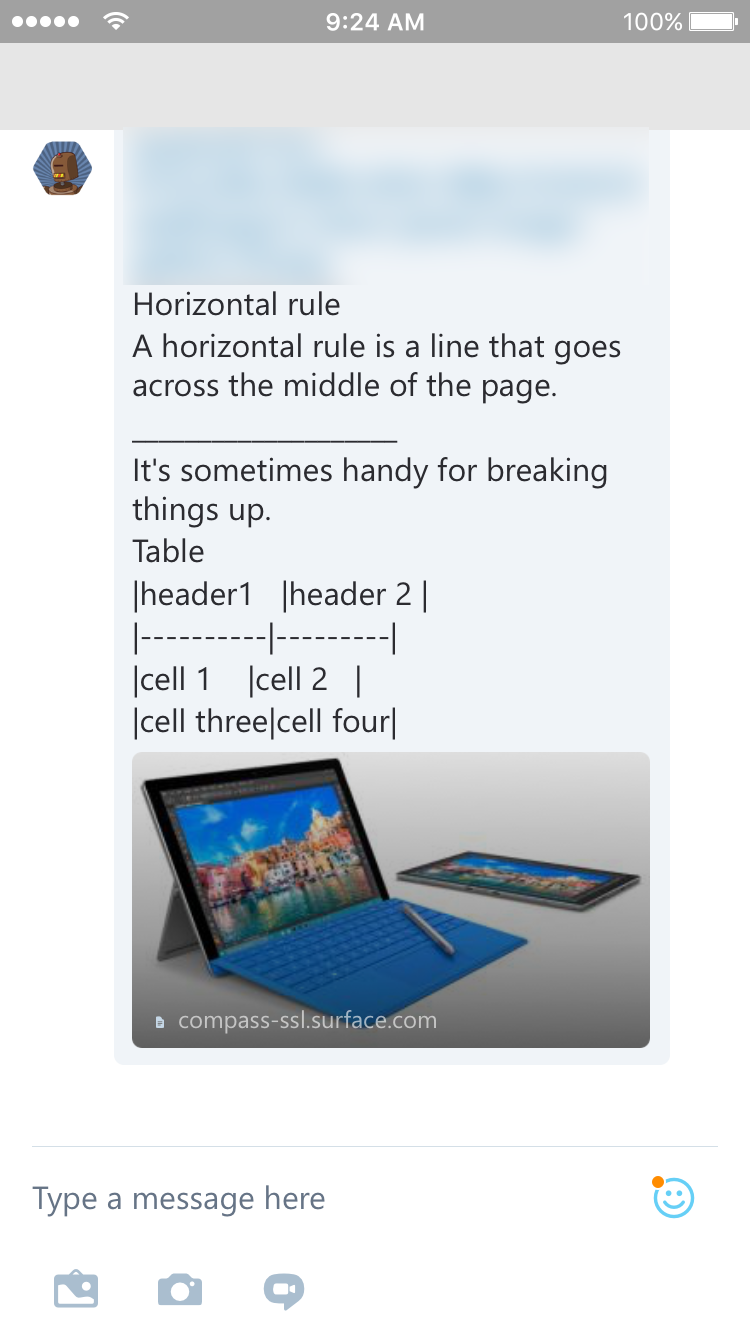 9:24 AM 100%
Horizontal rule
A horizontal rule is a line that goes
across the middle of the page.
___________________
It's sometimes handy for breaking
things up.
Table
|header1   |header 2 |
|----------|---------|
|cell 1    |cell 2   |
|cell three|cell four|
compass-ssl.surface.com
Type a message here